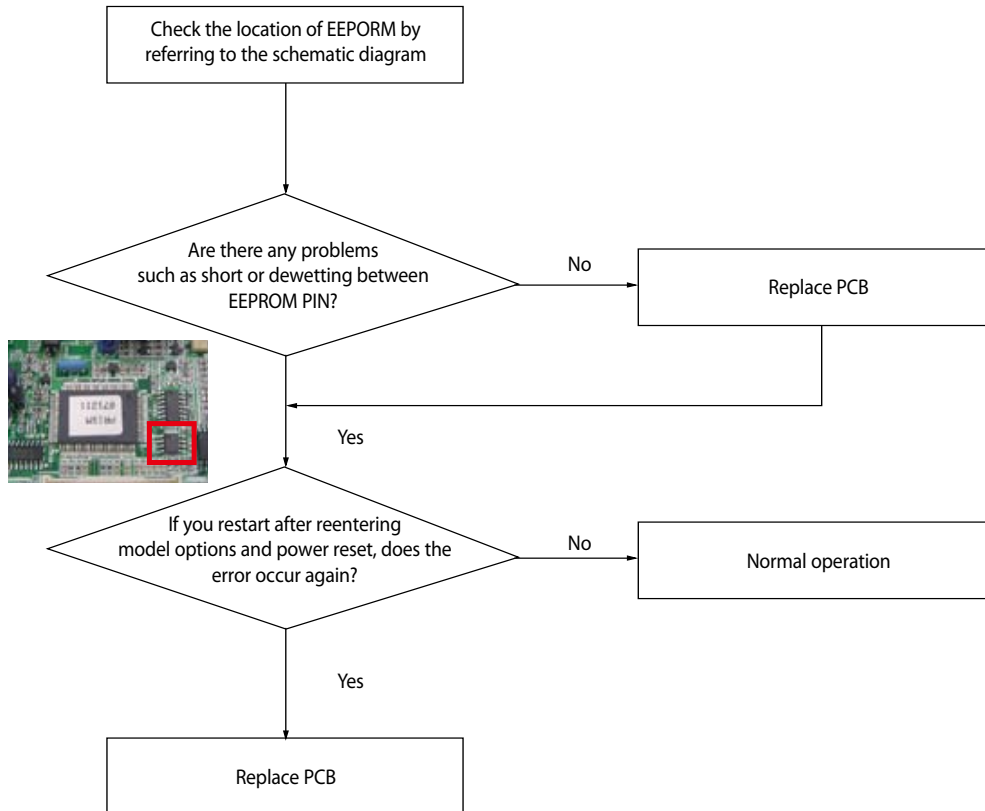 Check the location of EEPORM by
referring to the schematic diagram
Are there any problems
such as short or dewetting between
EEPROM PIN?
No
Replace PCB
Yes
If you restart after reentering
model options and power reset, does the
error occur again?
No
Normal operation
Yes
Replace PCB